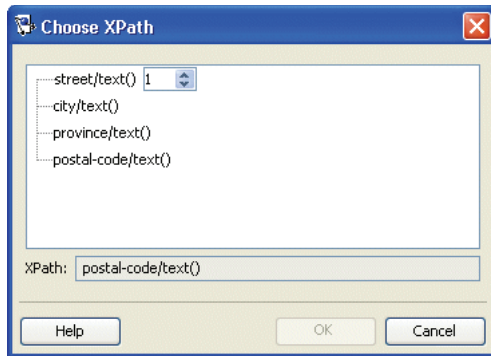 Choose XPath
street/text() 1
city/text()
province/text()
postal-code/text()
XPath: postal-code/text()
Help OK Cancel